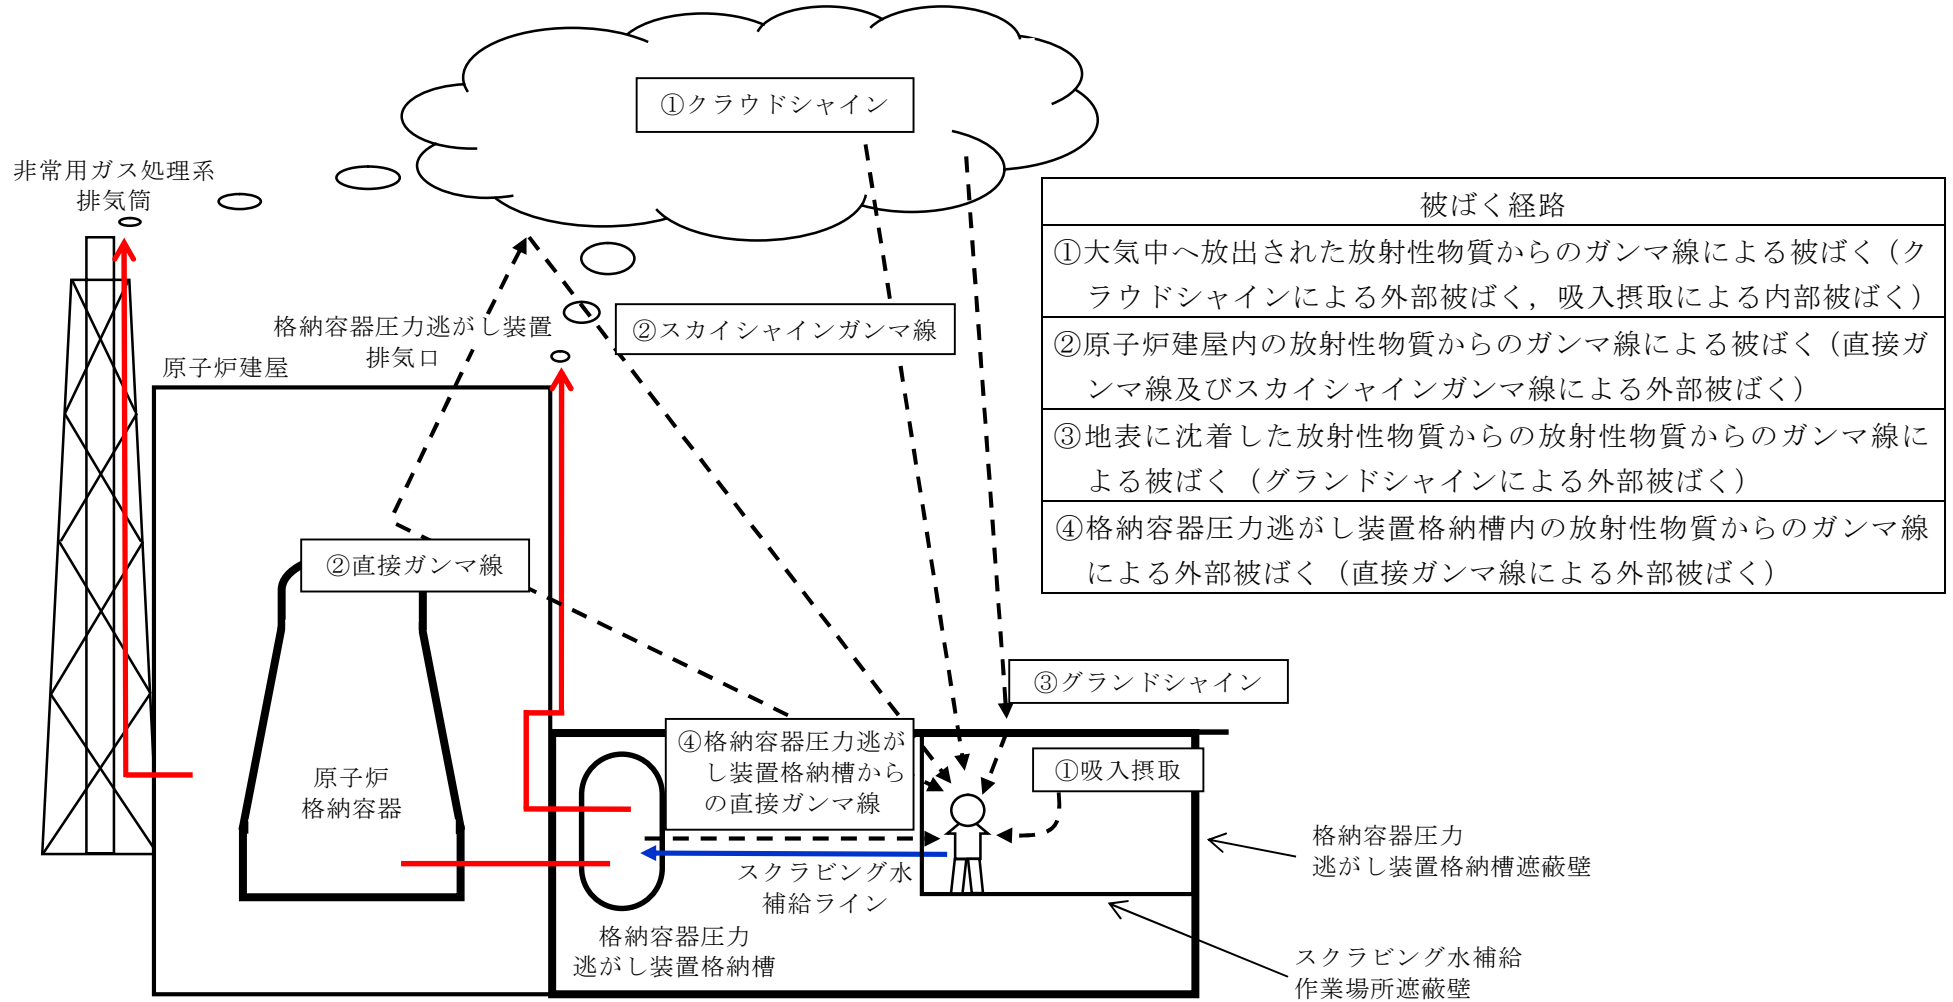 ①クラウドシャイン
非常用ガス処理系
排気筒
格納容器圧力逃がし装置
排気口
②スカイシャインガンマ線
原子炉建屋
②直接ガンマ線
原子炉
格納容器
③グランドシャイン
④格納容器圧力逃が
し装置格納槽から
の直接ガンマ線
①吸入摂取
スクラビング水
補給ライン
格納容器圧力
逃がし装置格納槽
格納容器圧力
逃がし装置格納槽遮蔽壁
スクラビング水補給
作業場所遮蔽壁
被ばく経路
①大気中へ放出された放射性物質からのガンマ線による被ばく（ク
ラウドシャインによる外部被ばく，吸入摂取による内部被ばく）
②原子炉建屋内の放射性物質からのガンマ線による被ばく（直接ガ
ンマ線及びスカイシャインガンマ線による外部被ばく）
③地表に沈着した放射性物質からの放射性物質からのガンマ線に
よる被ばく（グランドシャインによる外部被ばく）
④格納容器圧力逃がし装置格納槽内の放射性物質からのガンマ線
による外部被ばく（直接ガンマ線による外部被ばく）